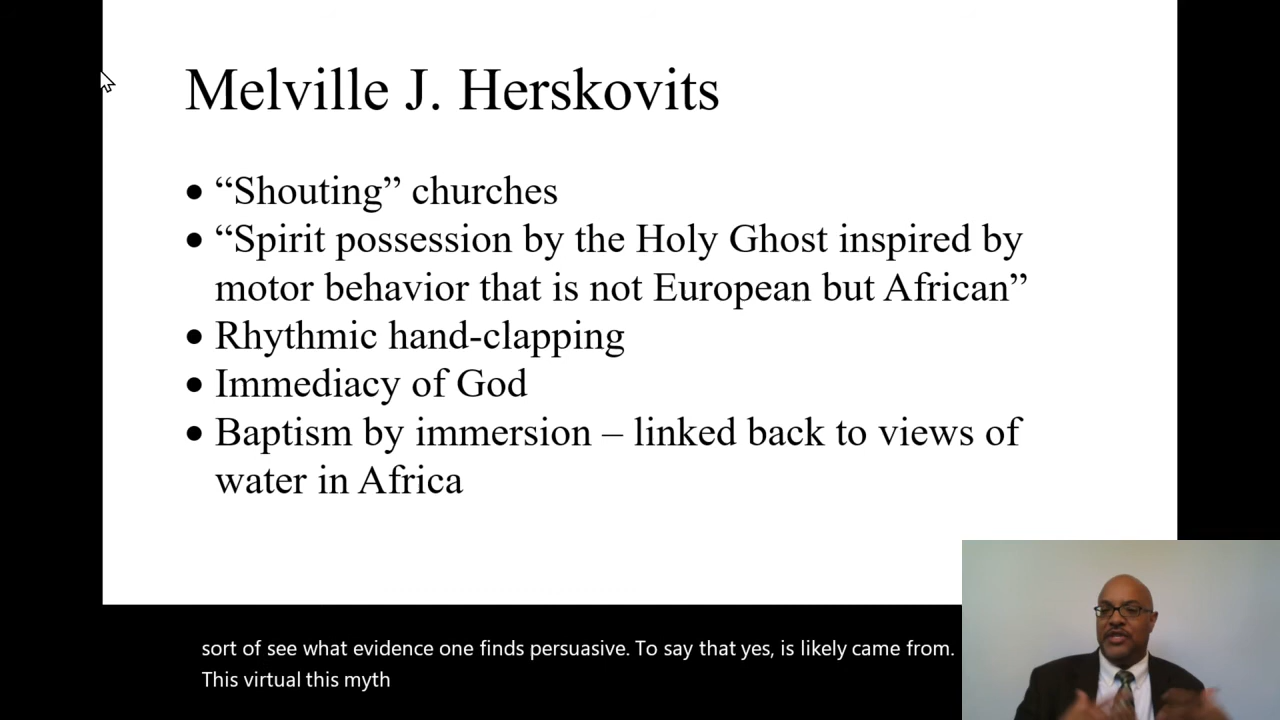 Melville J. Herskovits
• “Shouting” churches
• “Spirit possession by the Holy Ghost inspired by
motor behavior that is not European but African”
• Rhythmic hand-clapping
• Immediacy of God
• Baptism by immersion – linked back to views of
water in Africa
sort of see what evidence one finds persuasive. To say that yes, is likely came from.
This virtual this myth